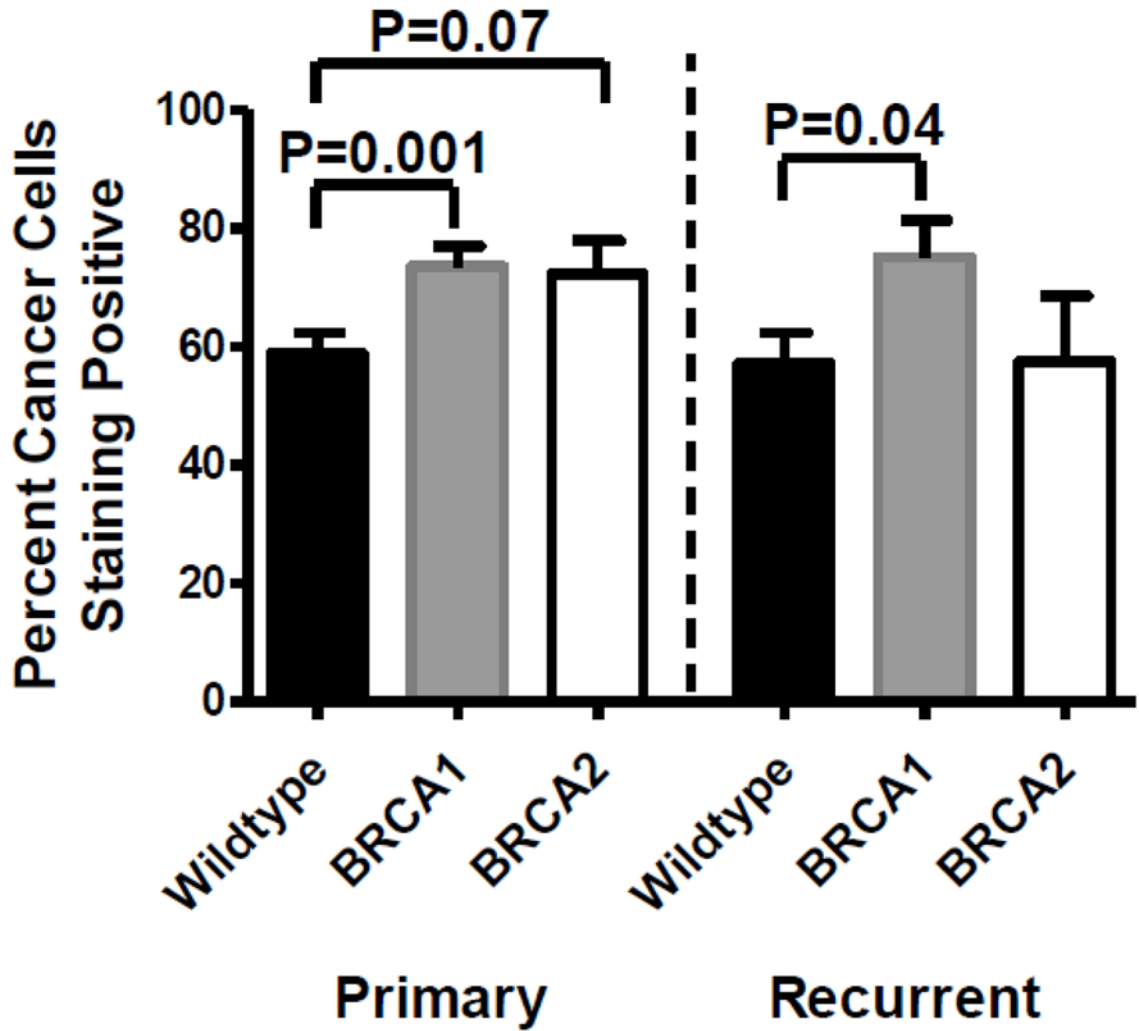 P=0.07
P=0.001
P=0.04
Percent Cancer Cells
Staining Positive
100
80
60
40
20
0
Wildtype
BRCA1
BRCA2
Wildtype
BRCA1
BRCA2
Primary
Recurrent